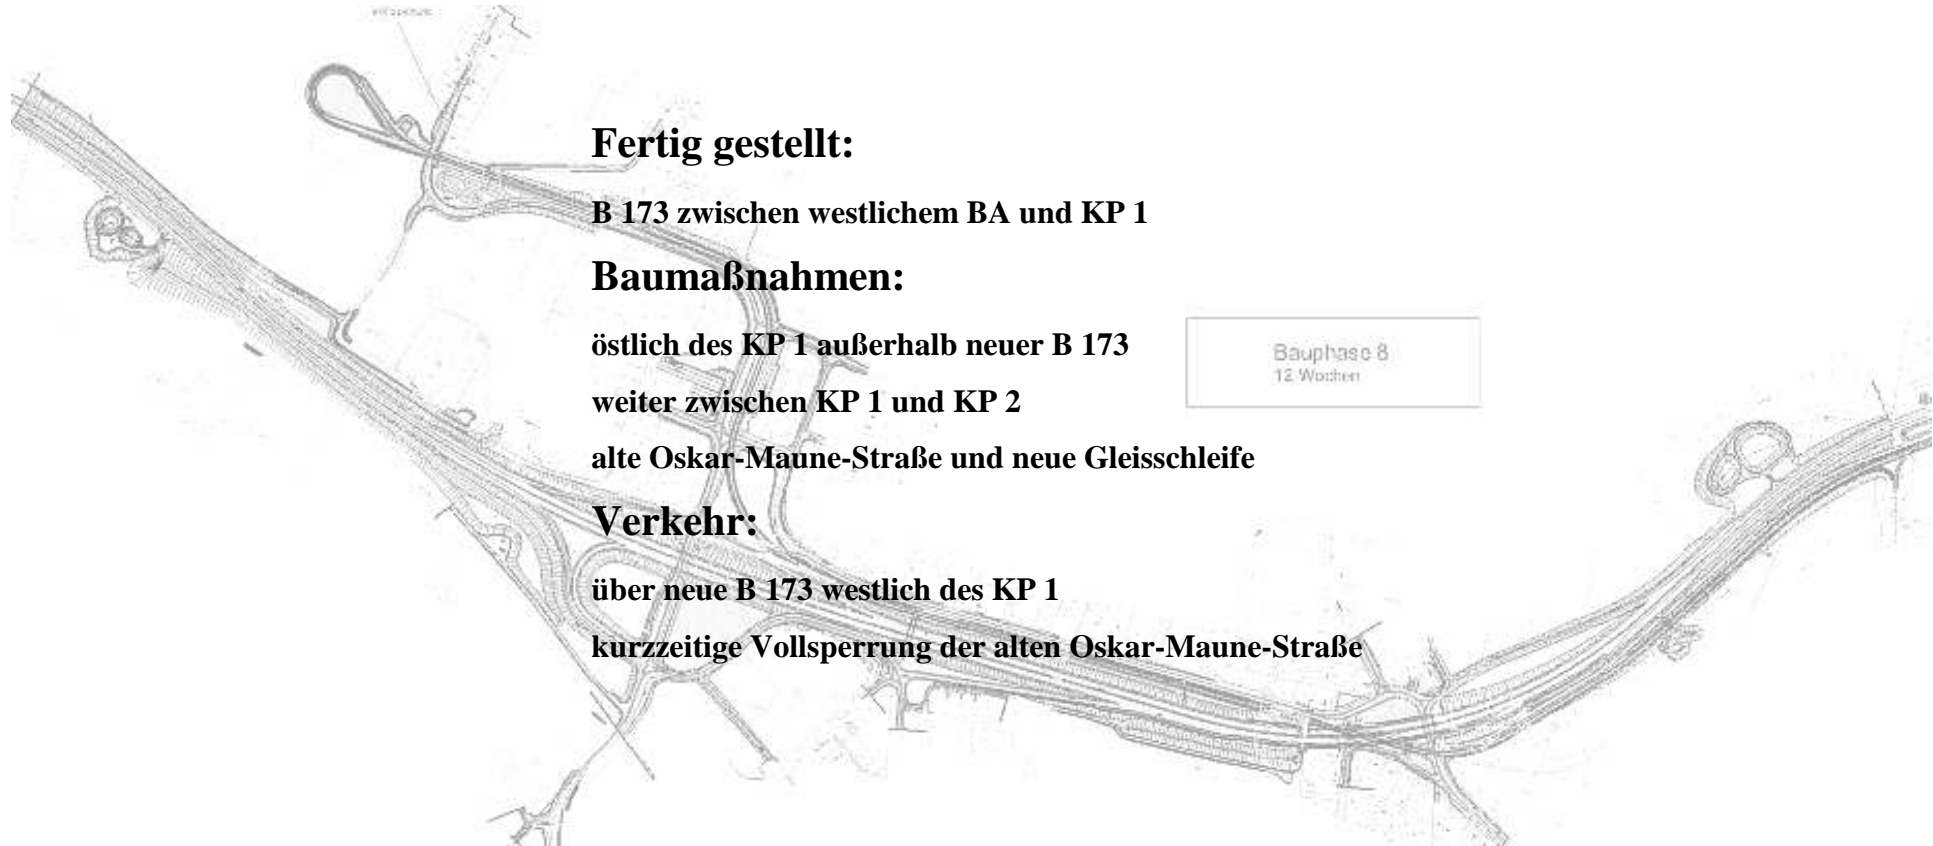 Fertig gestellt:
B 173 zwischen westlichem BA und KP 1
Baumaßnahmen:
östlich des KP 1 außerhalb neuer B 173
weiter zwischen KP 1 und KP 2
alte Oskar-Maune-Straße und neue Gleisschleife
Bauphase 8
12 Wochen
Verkehr:
über neue B 173 westlich des KP 1
kurzzeitige Vollsperrung der alten Oskar-Maune-Straße